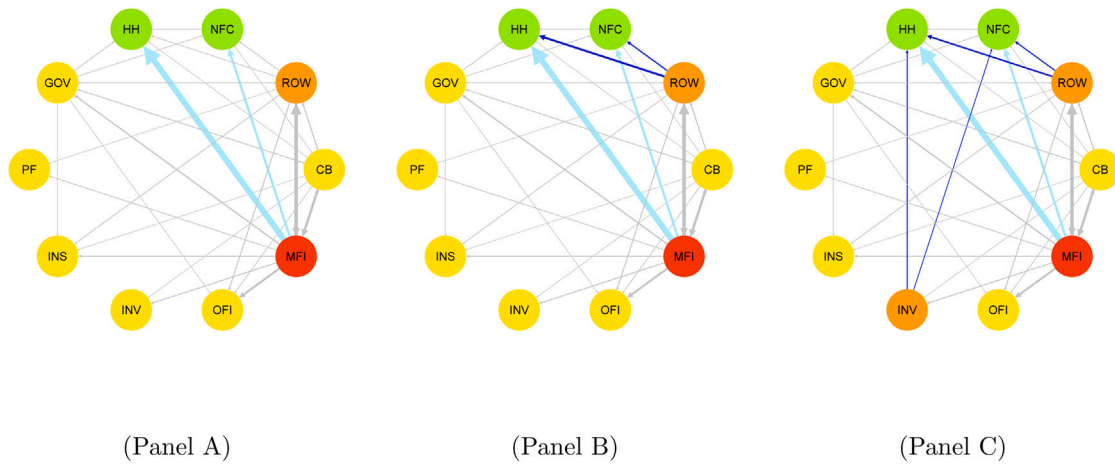 HH NFC
GOV ROW
PF CB
INS MFI
INV OFI
(Panel A)
HH NFC
GOV ROW
PF CB
INS MFI
INV OFI
(Panel B)
HH NFC
GOV ROW
PF CB
INS MFI
INV OFI
(Panel C)